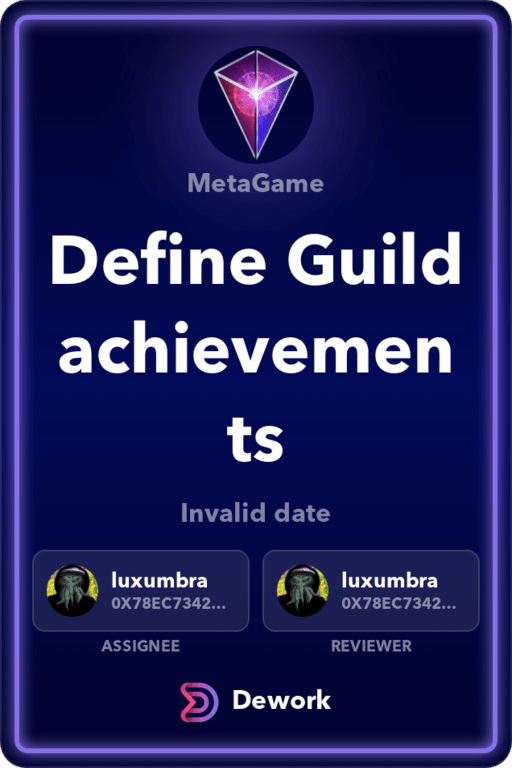 MetaGame
Define Guild
achievemen
ts
Invalid date
luxumbra
0X78EC7342...
luxumbra
0X78EC7342...
ASSIGNEE
REVIEWER
Dework